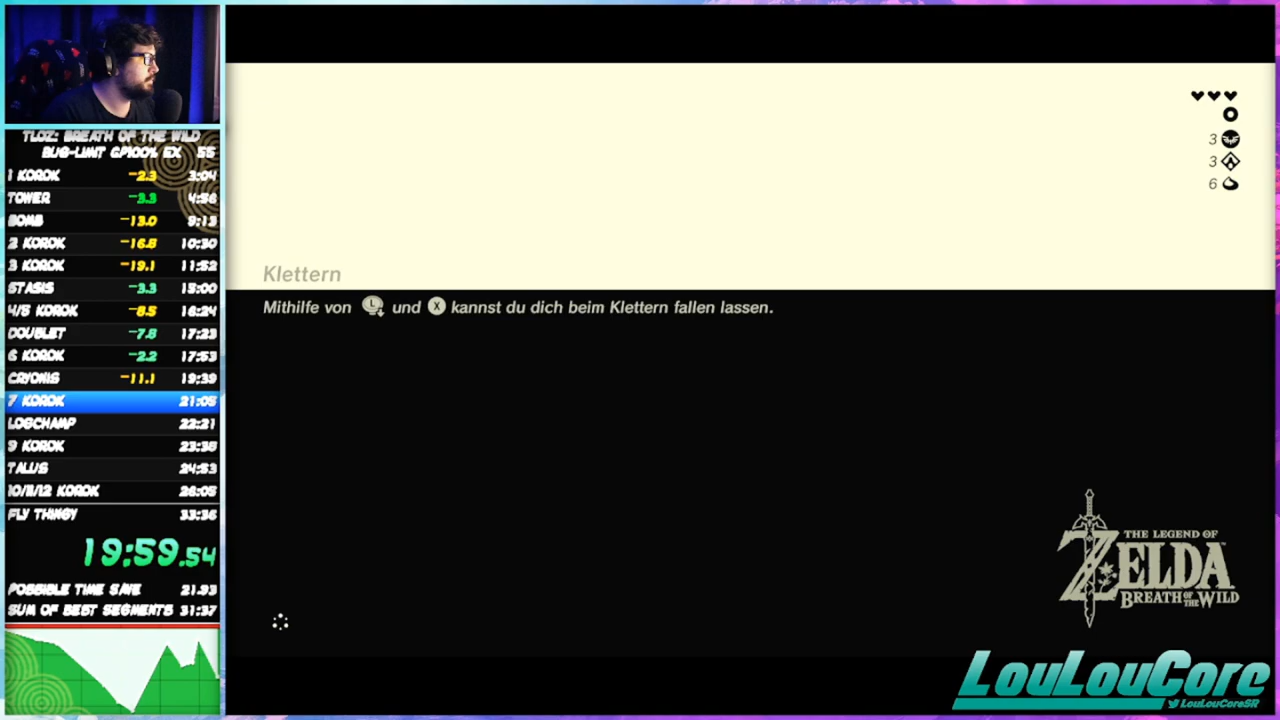 TLOZ: BREATH OF THE WILD
BUG-LIMIT GP100% EX 55
1 KOROK -2.3 3:04
TOWER -3.3 4:56
BOMB -13.0 9:13
2 KOROK -16.8 10:30
3 KOROK -19.1 11:52
STASIS -3.3 15:00
4/5 KOROK -8.5 16:24
DOUBLET -7.8 17:23
6 KOROK -2.2 17:53
CRYONIS -11.1 19:39
7 KOROK 21:05
LOGCHAMP 22:21
9 KOROK 23:38
TALUS 24:53
10/11/12 KOROK 26:05
FLY THINGY 33:36
19:59.54
POSSIBLE TIME SAVE 21.93
SUM OF BEST SEGMENTS 31:37
3
3
6
Klettern
Mithilfe von L und X kannst du dich beim Klettern fallen lassen.
THE LEGEND OF
ZELDA
BREATH OF THE WILD
LouLouCore
LouLouCoreSR